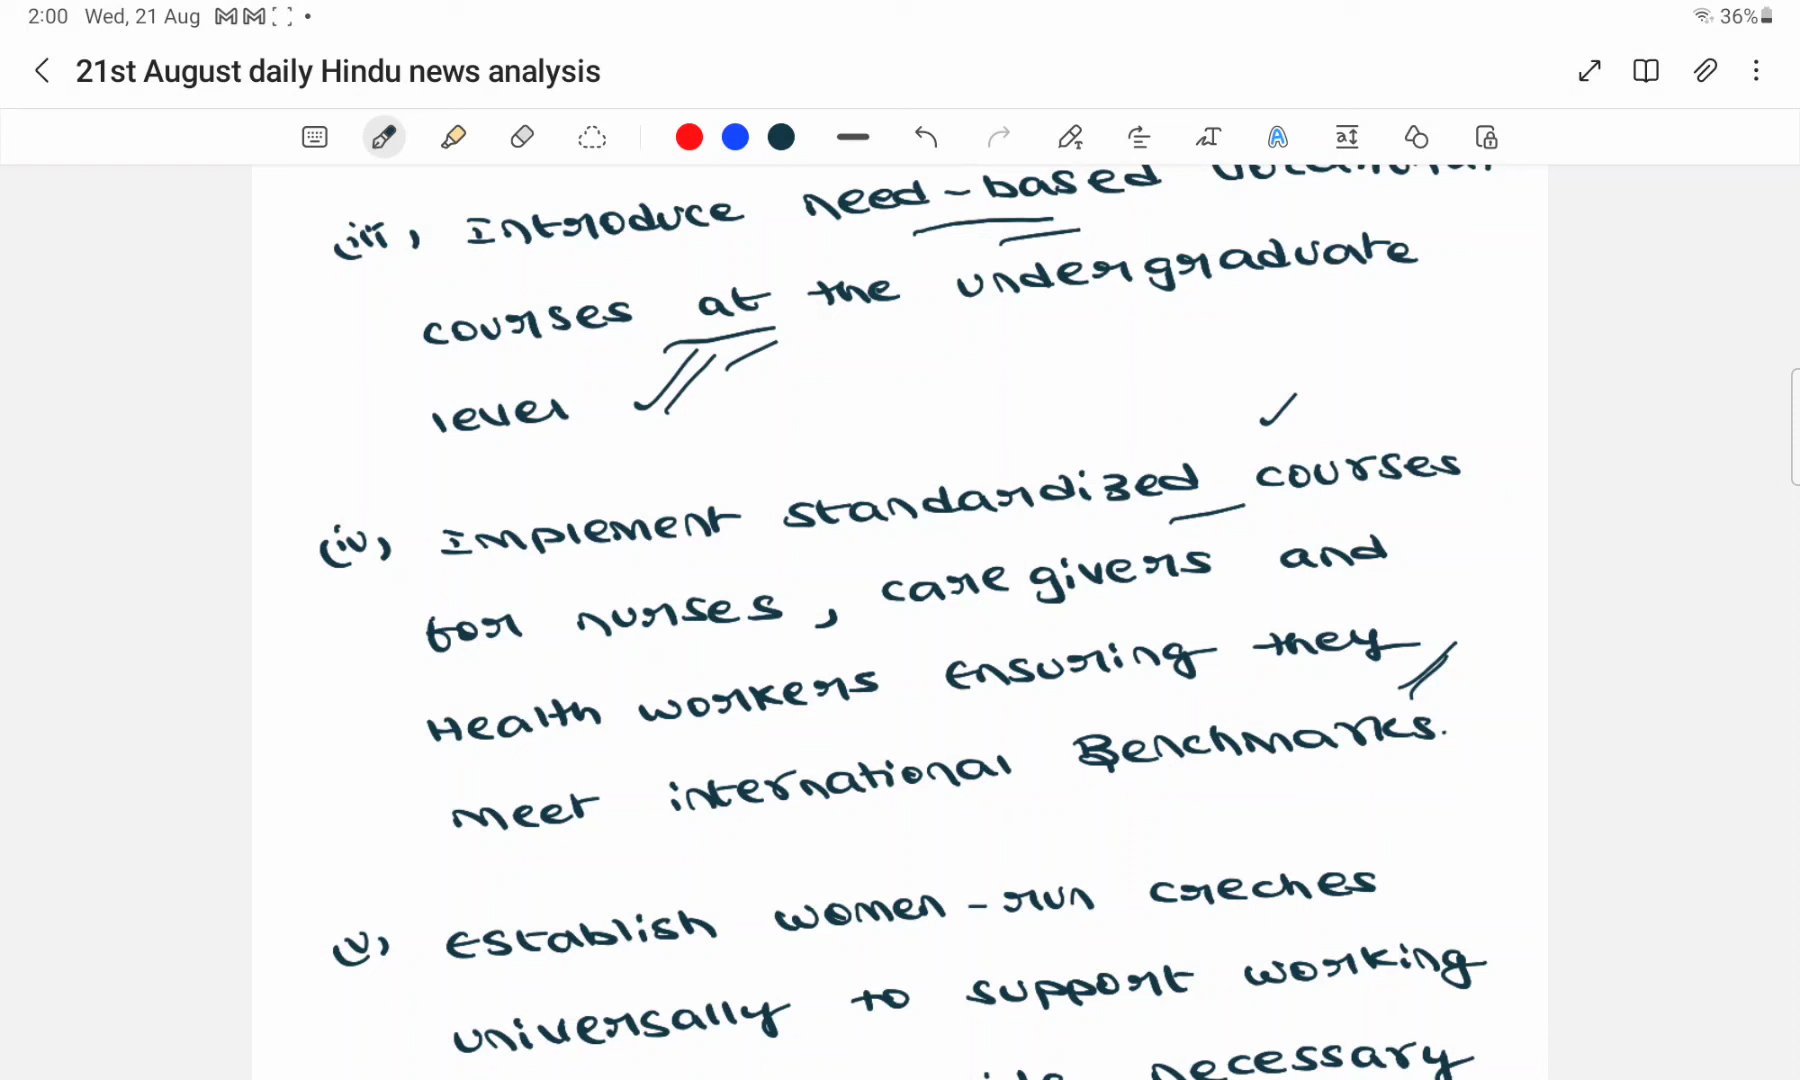 2:00 Wed, 21 Aug 36%
21st August daily Hindu news analysis
(iii) Introduce need-based
courses at the undergraduate
level
(iv) Implement standardized courses
for nurses, care givers and
Health workers ensuring they
meet international Benchmarks.
(v) Establish women-run creches
universally to support working
necessary